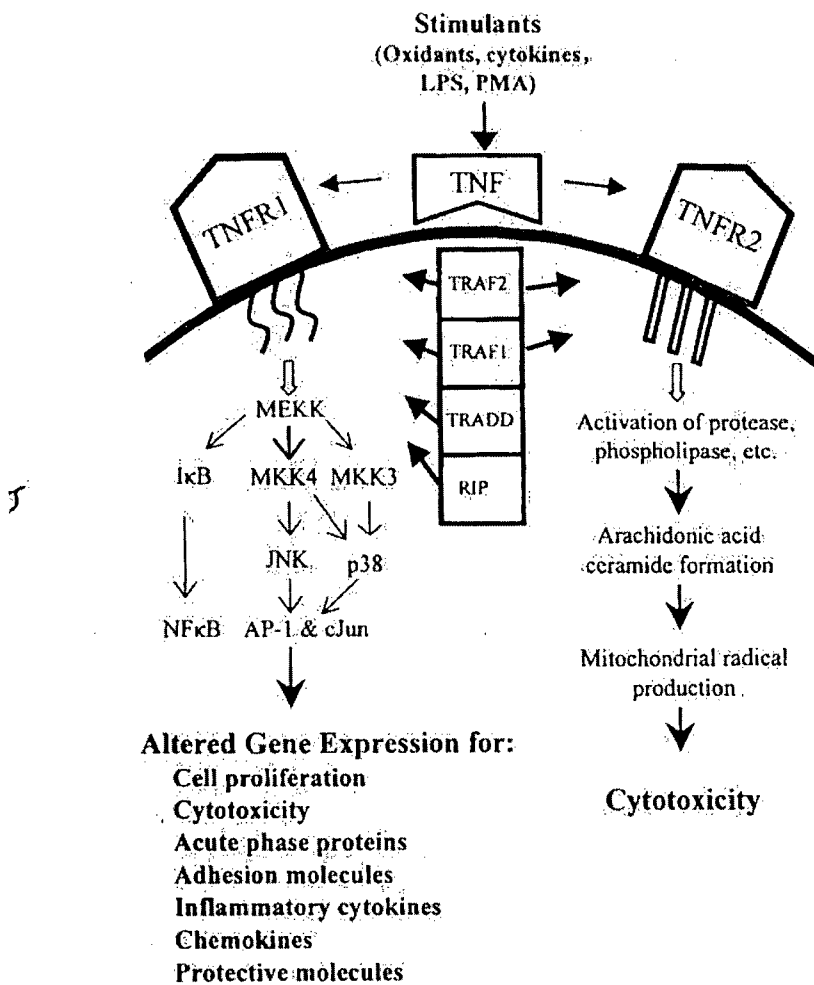 Stimulants
(Oxidants, cytokines,
LPS, PMA)
TNFR1
TNF
TNFR2
TRAF2
TRAF1
TRADD
RIP
MEKK
IκB
MKK4
MKK3
JNK
p38
NFκB
AP-1 & cJun
Altered Gene Expression for:
Cell proliferation
Cytotoxicity
Acute phase proteins
Adhesion molecules
Inflammatory cytokines
Chemokines
Protective molecules
Activation of protease,
phospholipase, etc.
Arachidonic acid
ceramide formation
Mitochondrial radical
production
Cytotoxicity